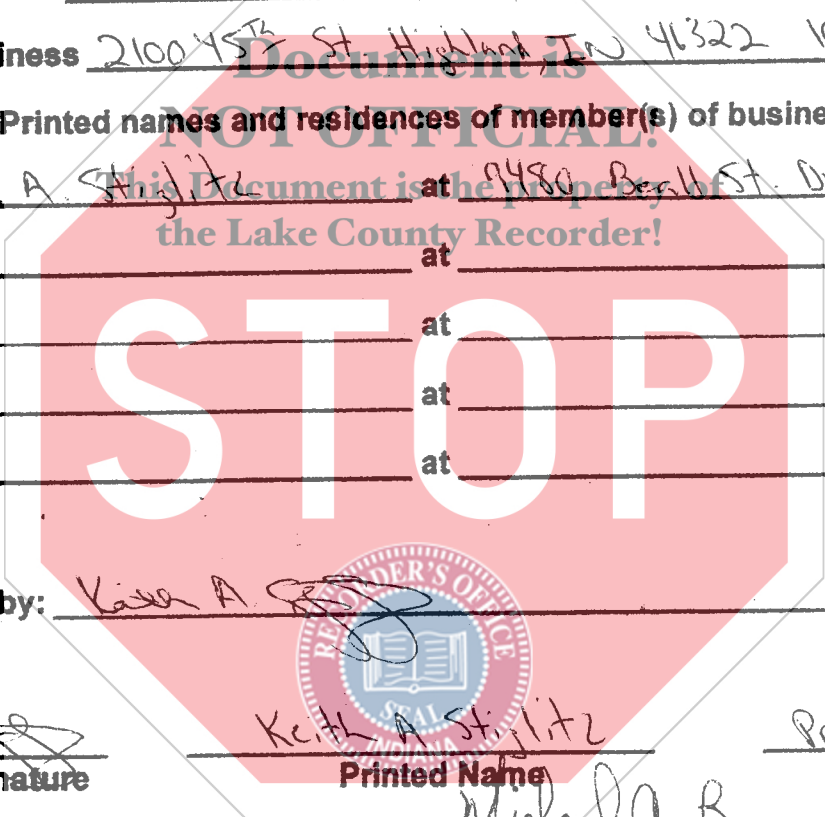 iness 2100 45th St. Highland, IN 46322
Document is
NOT OFFICIAL!
Printed names and residences of member(s) of busine
This Document is the property of
A. Stiglitz at 9480 St.
the Lake County Recorder!
at
at
at
at
STOP
by: Keith A
RECORDER'S OFFICE
SEAL
INDIANA
Keith A Stiglitz
nature Printed Name